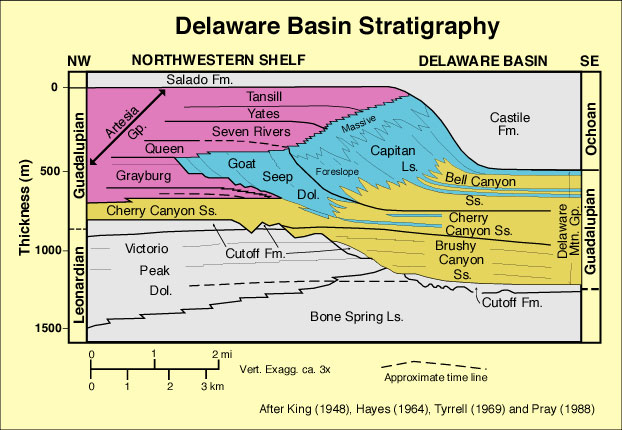 Delaware Basin Stratigraphy
NW
NORTHWESTERN SHELF
DELAWARE BASIN
SE
Thickness (m)
0
500
1000
1500
Guadalupian
Leonardian
Salado Fm.
Artesia
Gp.
Tansill
Yates
Seven Rivers
Queen
Grayburg
Cherry Canyon Ss.
Goat
Seep
Dol.
Massive
Foreslope
Capitan
Ls.
Castile
Fm.
Bell Canyon
Ss.
Cherry
Canyon Ss.
Brushy
Canyon
Ss.
Delaware
Mtn. Gp.
Ochoan
Guadalupian
Cutoff Fm.
Victorio
Peak
Dol.
Cutoff Fm.
Bone Spring Ls.
0 1 2 mi
0 1 2 3 km
Vert. Exagg. ca. 3x
Approximate time line
After King (1948), Hayes (1964), Tyrrell (1969) and Pray (1988)